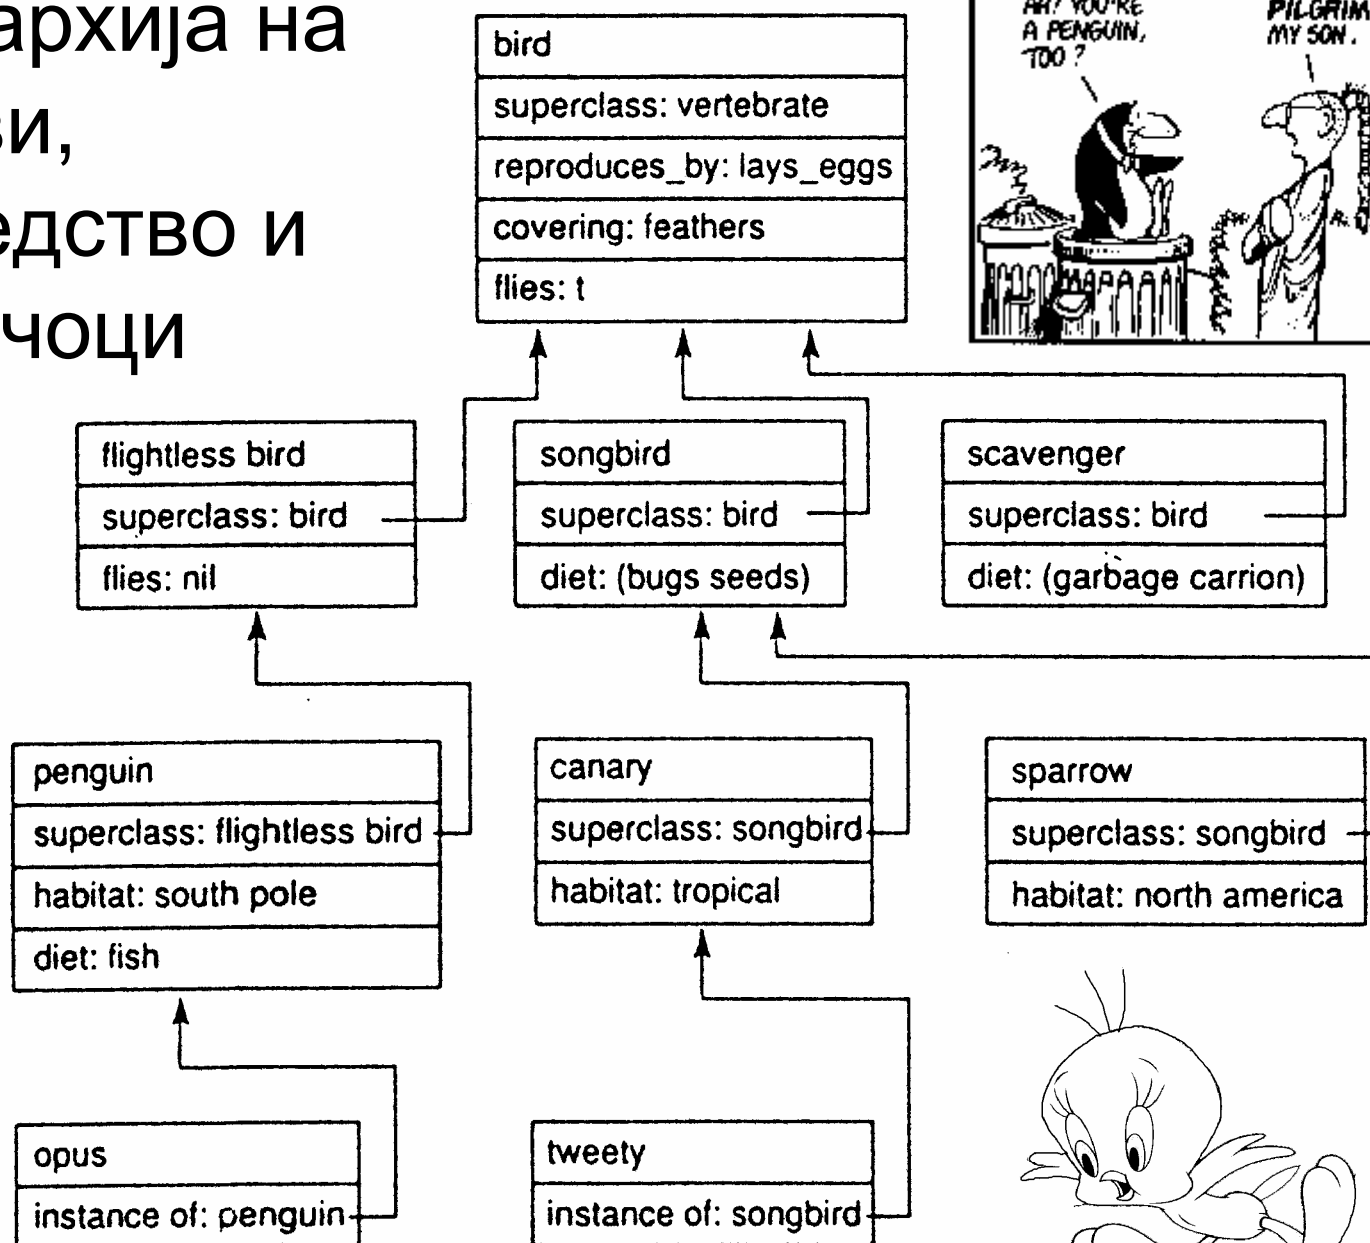 архија на
ви,
едство и
чоци
AH! YOU'RE
A PENGUIN,
TOO?
PILGRIM
MY SON.
bird
superclass: vertebrate
reproduces_by: lays_eggs
covering: feathers
flies: t
flightless bird
superclass: bird
flies: nil
songbird
superclass: bird
diet: (bugs seeds)
scavenger
superclass: bird
diet: (garbage carrion)
penguin
superclass: flightless bird
habitat: south pole
diet: fish
canary
superclass: songbird
habitat: tropical
sparrow
superclass: songbird
habitat: north america
opus
instance of: penguin
tweety
instance of: songbird